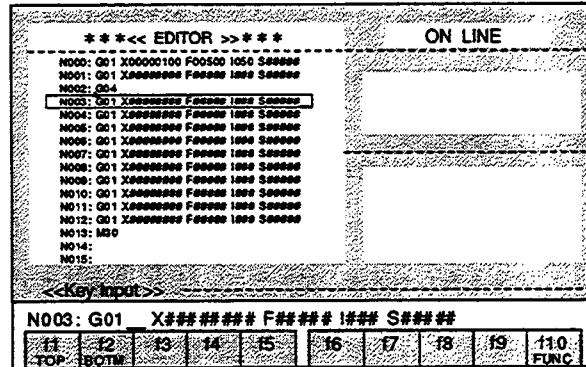 ***<< EDITOR >>*** ON LINE
N000: G01 X00000100 F00500 I050 S#####
N001: G01 X######## F##### I### S#####
N002: G04
N003: G01 X######## F##### I### S#####
N004: G01 X######## F##### I### S#####
N005: G01 X######## F##### I### S#####
N006: G01 X######## F##### I### S#####
N007: G01 X######## F##### I### S#####
N008: G01 X######## F##### I### S#####
N009: G01 X######## F##### I### S#####
N010: G01 X######## F##### I### S#####
N011: G01 X######## F##### I### S#####
N012: G01 X######## F##### I### S#####
N013: M30
N014:
N015:
<<Key Input>>
N003: G01 _ X######## F##### I### S#####
f1 f2 f3 f4 f5 f6 f7 f8 f9 f10
TOP BOTM FUNC